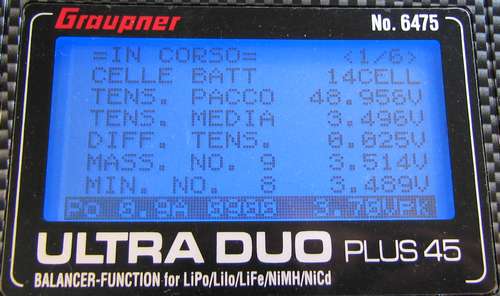 Graupner No. 6475
=IN CORSO= <1/6>
CELLE BATT 14CELL
TENS. PACCO 48.956V
TENS. MEDIA 3.496V
DIFF. TENS. 0.025V
MASS. NO. 9 3.514V
MIN. NO. 8 3.489V
ULTRA DUO PLUS 45
BALANCER-FUNCTION for LiPo/LiIo/LiFe/NiMH/NiCd